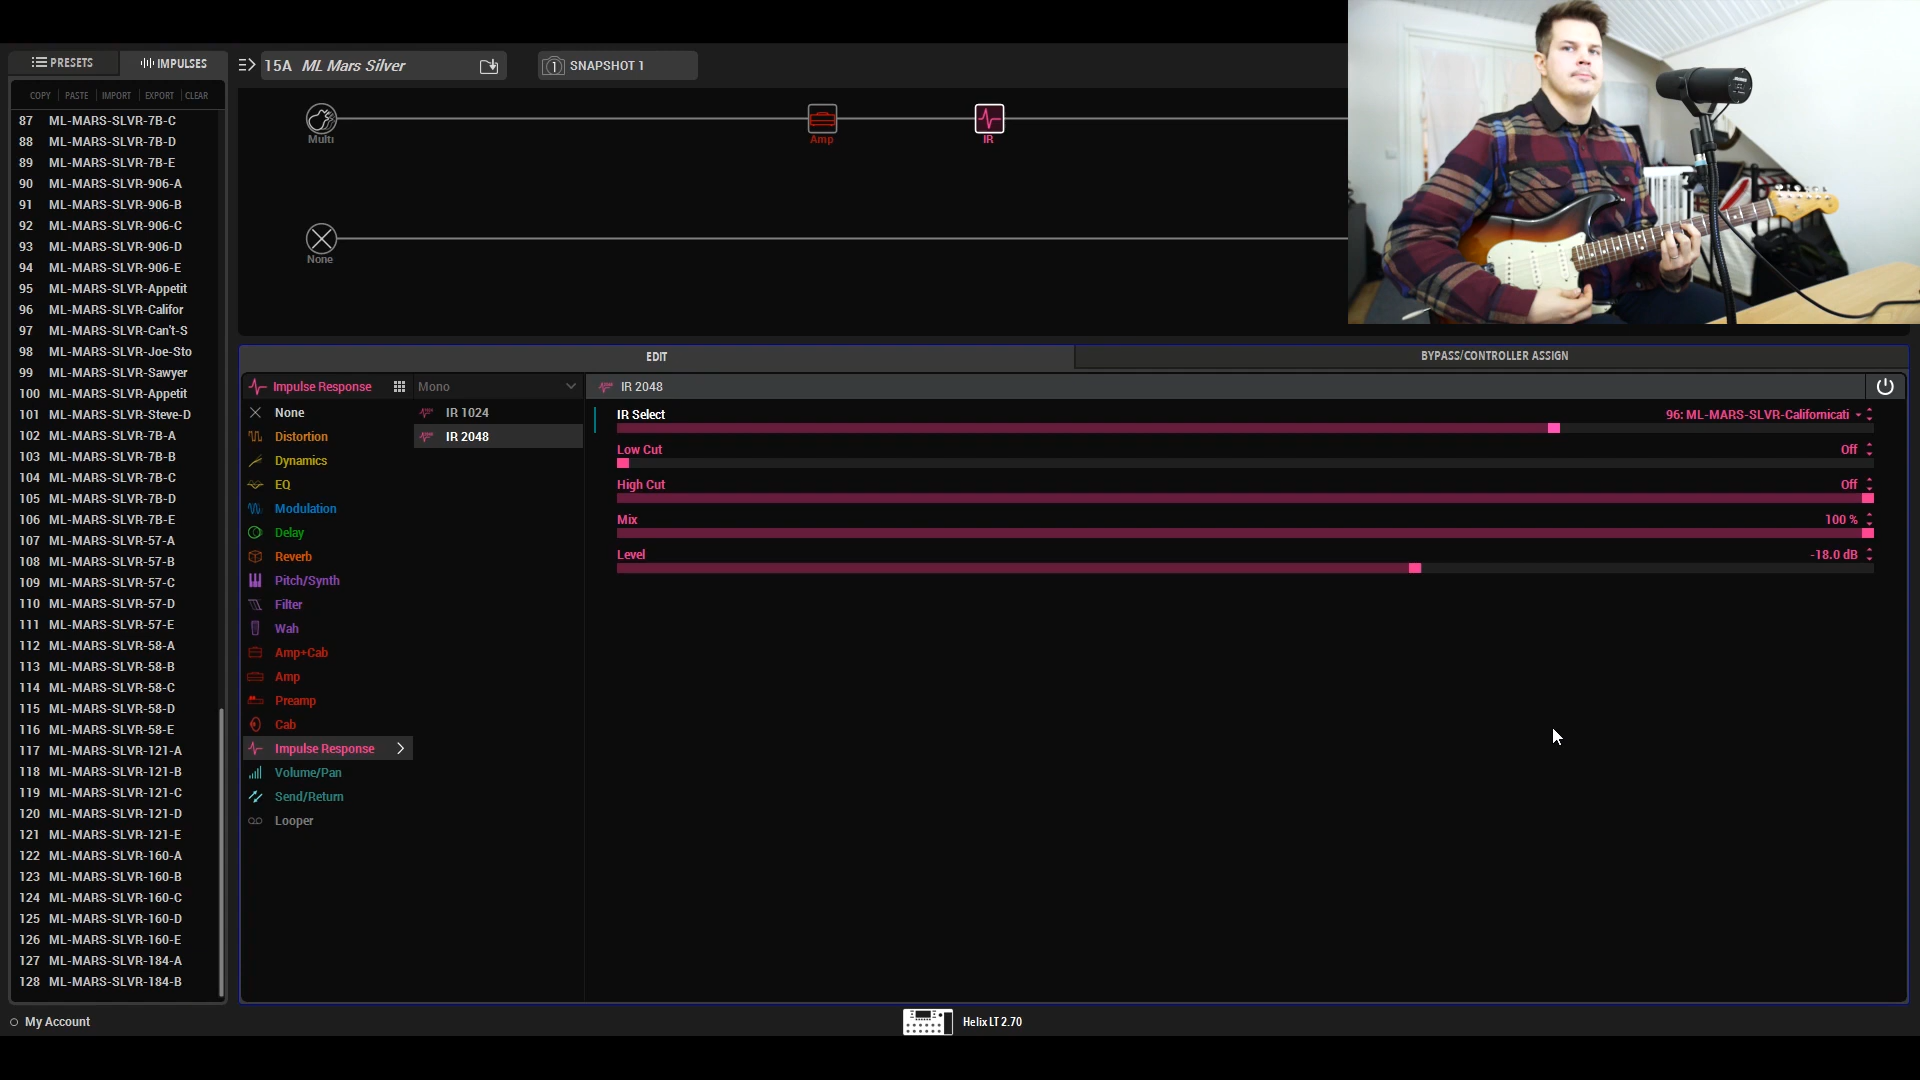 PRESETS
IMPULSES
15A ML Mars Silver
SNAPSHOT 1
COPY PASTE IMPORT EXPORT CLEAR
87 ML-MARS-SLVR-7B-C
88 ML-MARS-SLVR-7B-D
89 ML-MARS-SLVR-7B-E
90 ML-MARS-SLVR-906-A
91 ML-MARS-SLVR-906-B
92 ML-MARS-SLVR-906-C
93 ML-MARS-SLVR-906-D
94 ML-MARS-SLVR-906-E
95 ML-MARS-SLVR-Appetit
96 ML-MARS-SLVR-Califor
97 ML-MARS-SLVR-Can't-S
98 ML-MARS-SLVR-Joe-Sto
99 ML-MARS-SLVR-Sawyer
100 ML-MARS-SLVR-Appetit
101 ML-MARS-SLVR-Steve-D
102 ML-MARS-SLVR-7B-A
103 ML-MARS-SLVR-7B-B
104 ML-MARS-SLVR-7B-C
105 ML-MARS-SLVR-7B-D
106 ML-MARS-SLVR-7B-E
107 ML-MARS-SLVR-57-A
108 ML-MARS-SLVR-57-B
109 ML-MARS-SLVR-57-C
110 ML-MARS-SLVR-57-D
111 ML-MARS-SLVR-57-E
112 ML-MARS-SLVR-58-A
113 ML-MARS-SLVR-58-B
114 ML-MARS-SLVR-58-C
115 ML-MARS-SLVR-58-D
116 ML-MARS-SLVR-58-E
117 ML-MARS-SLVR-121-A
118 ML-MARS-SLVR-121-B
119 ML-MARS-SLVR-121-C
120 ML-MARS-SLVR-121-D
121 ML-MARS-SLVR-121-E
122 ML-MARS-SLVR-160-A
123 ML-MARS-SLVR-160-B
124 ML-MARS-SLVR-160-C
125 ML-MARS-SLVR-160-D
126 ML-MARS-SLVR-160-E
127 ML-MARS-SLVR-184-A
128 ML-MARS-SLVR-184-B
Multi
Amp
IR
None
EDIT
BYPASS/CONTROLLER ASSIGN
Impulse Response
Mono
None
Distortion
Dynamics
EQ
Modulation
Delay
Reverb
Pitch/Synth
Filter
Wah
Amp+Cab
Amp
Preamp
Cab
Impulse Response
Volume/Pan
Send/Return
Looper
IR 1024
IR 2048
IR 2048
IR Select 96: ML-MARS-SLVR-Californicati
Low Cut Off
High Cut Off
Mix 100 %
Level -18.0 dB
My Account
Helix LT 2.70